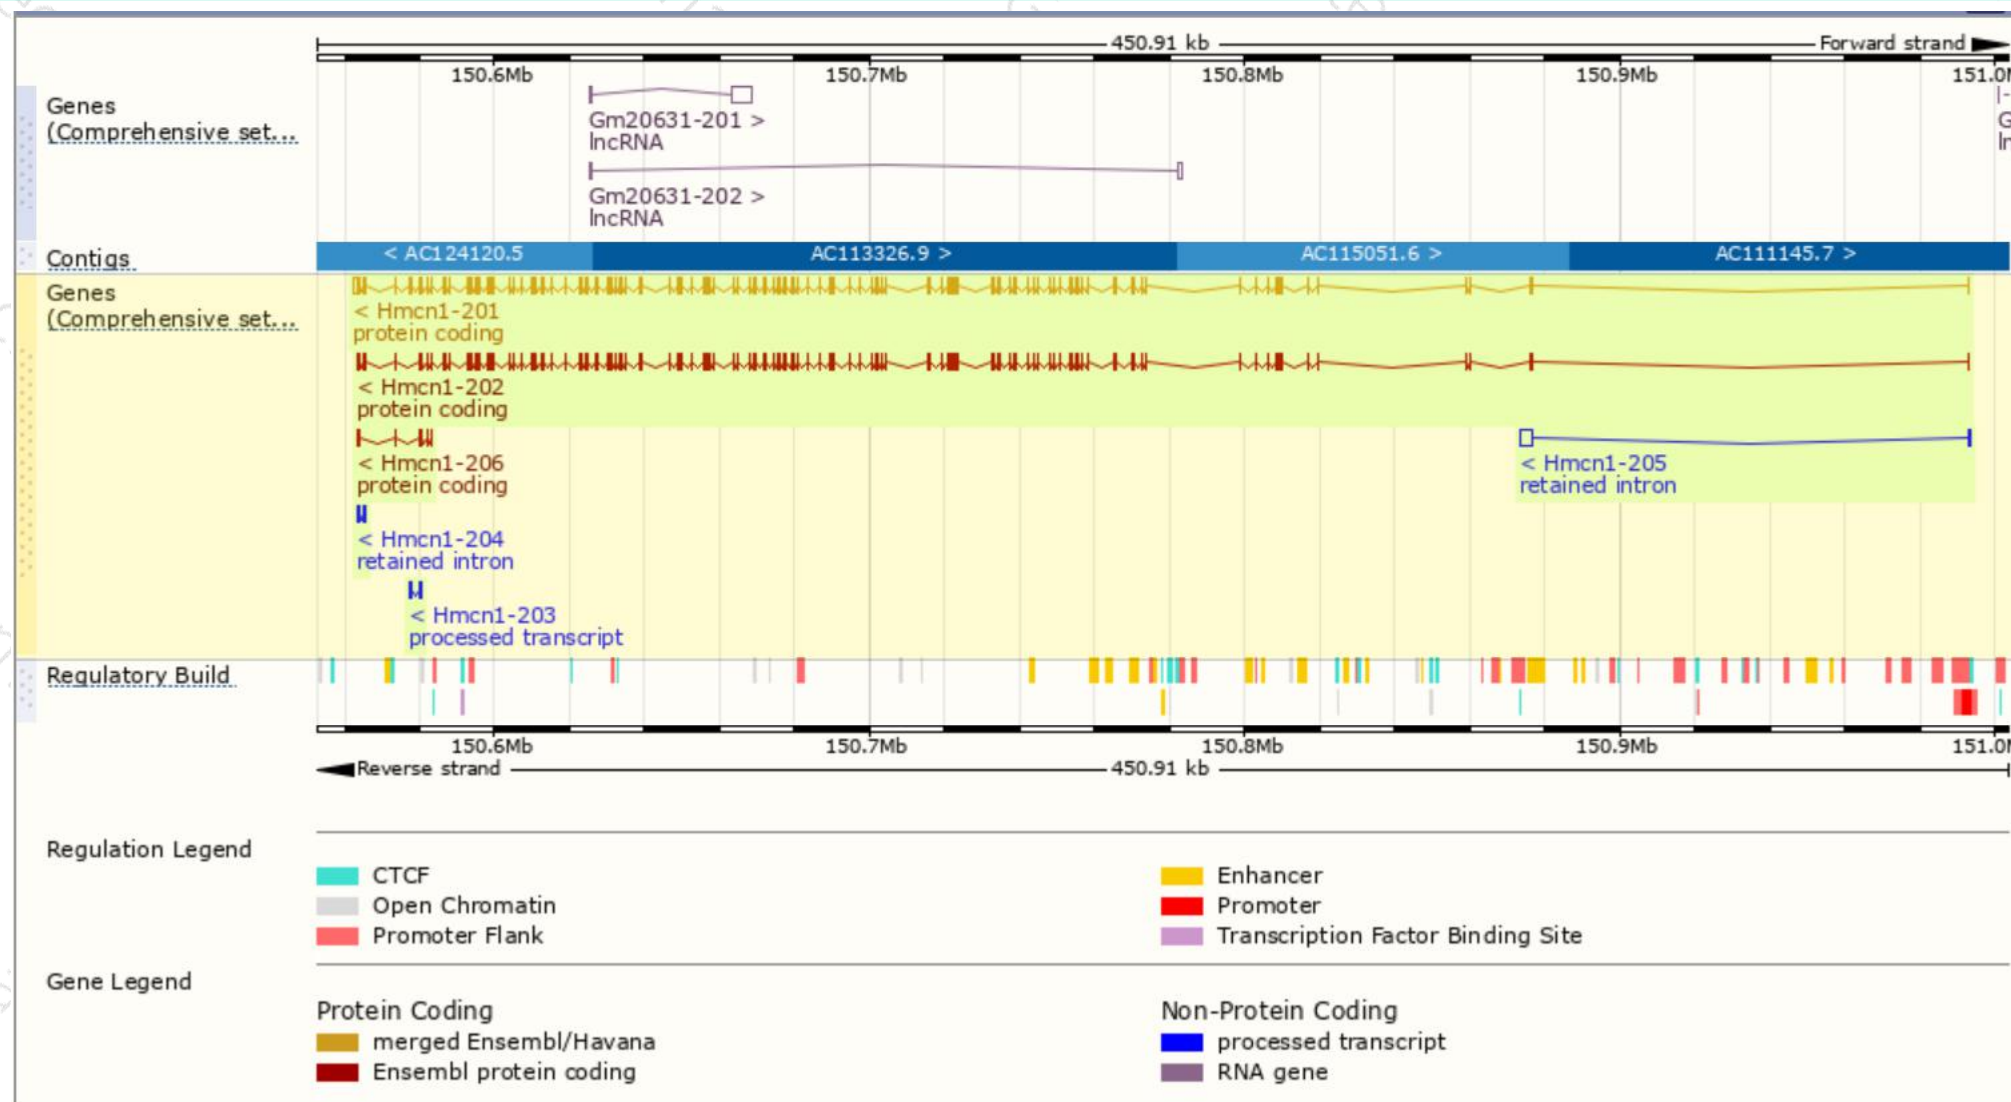 450.91 kb
Forward strand
150.6Mb 150.7Mb 150.8Mb 150.9Mb 151.0
Genes
(Comprehensive set...
Gm20631-201 >
lncRNA
Gm20631-202 >
lncRNA
Contigs
< AC124120.5 AC113326.9 > AC115051.6 > AC111145.7 >
Genes
(Comprehensive set...
< Hmcn1-201
protein coding
< Hmcn1-202
protein coding
< Hmcn1-206
protein coding
< Hmcn1-205
retained intron
< Hmcn1-204
retained intron
< Hmcn1-203
processed transcript
Regulatory Build
150.6Mb 150.7Mb 150.8Mb 150.9Mb 151.0
Reverse strand
450.91 kb
Regulation Legend
CTCF
Open Chromatin
Promoter Flank
Enhancer
Promoter
Transcription Factor Binding Site
Gene Legend
Protein Coding
merged Ensembl/Havana
Ensembl protein coding
Non-Protein Coding
processed transcript
RNA gene